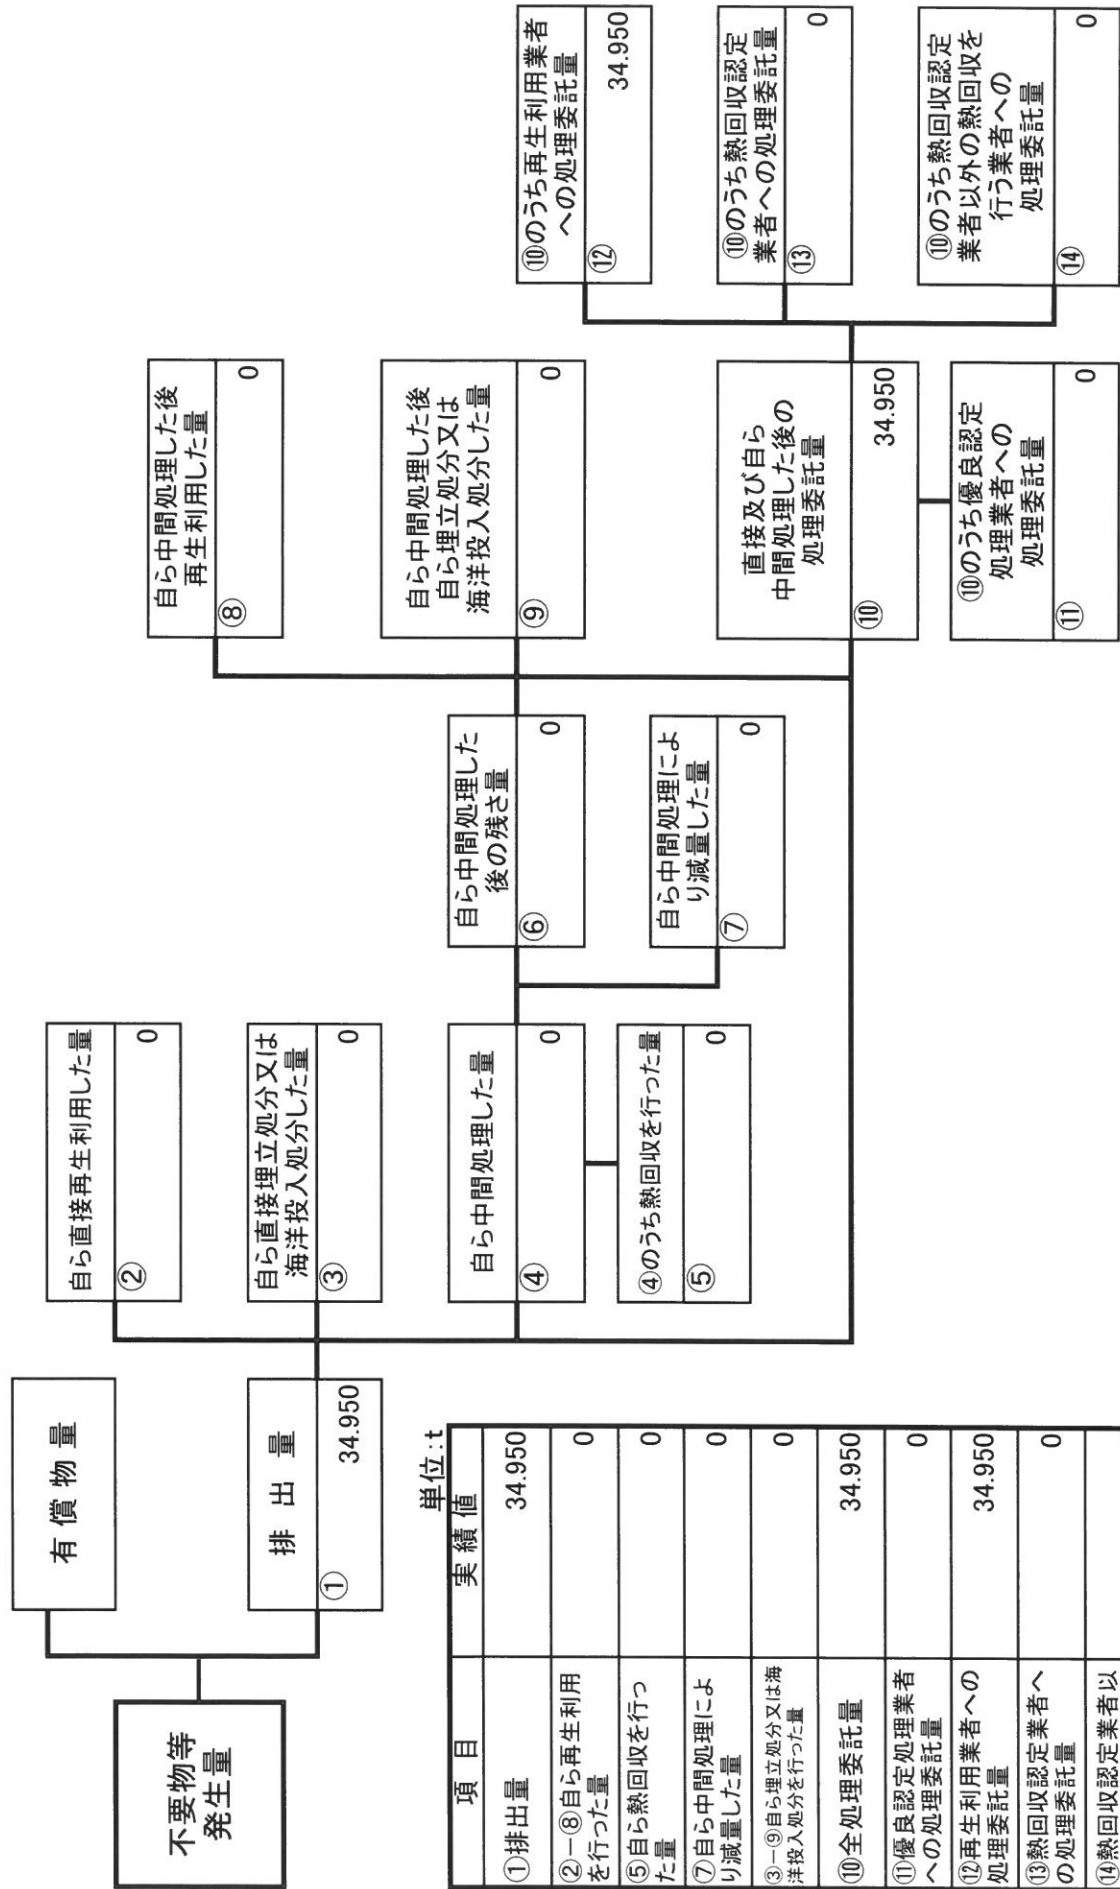 不要物等
発生量
有償物量
排出量
①
34.950
自ら直接再生利用した量
②
0
自ら直接埋立処分又は
海洋投入処分した量
③
0
自ら中間処理した量
④
0
④のうち熱回収を行った量
⑤
0
自ら中間処理した
後の残さ量
⑥
0
自ら中間処理によ
り減量した量
⑦
0
自ら中間処理した後
再生利用した量
⑧
0
自ら中間処理した後
自ら埋立処分又は
海洋投入処分した量
⑨
0
直接及び自ら
中間処理した後の
処理委託量
⑩
34.950
⑩のうち優良認定
処理業者への
処理委託量
⑪
0
⑩のうち再生利用業者
への処理委託量
⑫
34.950
⑩のうち熱回収認定
業者への処理委託量
⑬
0
⑩のうち熱回収認定
業者以外の熱回収を
行う業者への
処理委託量
⑭
0
単位:t
項目 実績値
①排出量 34.950
②－⑧自ら再生利用
を行った量 0
⑤自ら熱回収を行っ
た量 0
⑦自ら中間処理によ
り減量した量 0
③－⑨自ら埋立処分又は海
洋投入処分を行った量 0
⑩全処理委託量 34.950
⑪優良認定処理業者
への処理委託量 0
⑫再生利用業者への
処理委託量 34.950
⑬熱回収認定業者へ
の処理委託量 0
⑭熱回収認定業者以